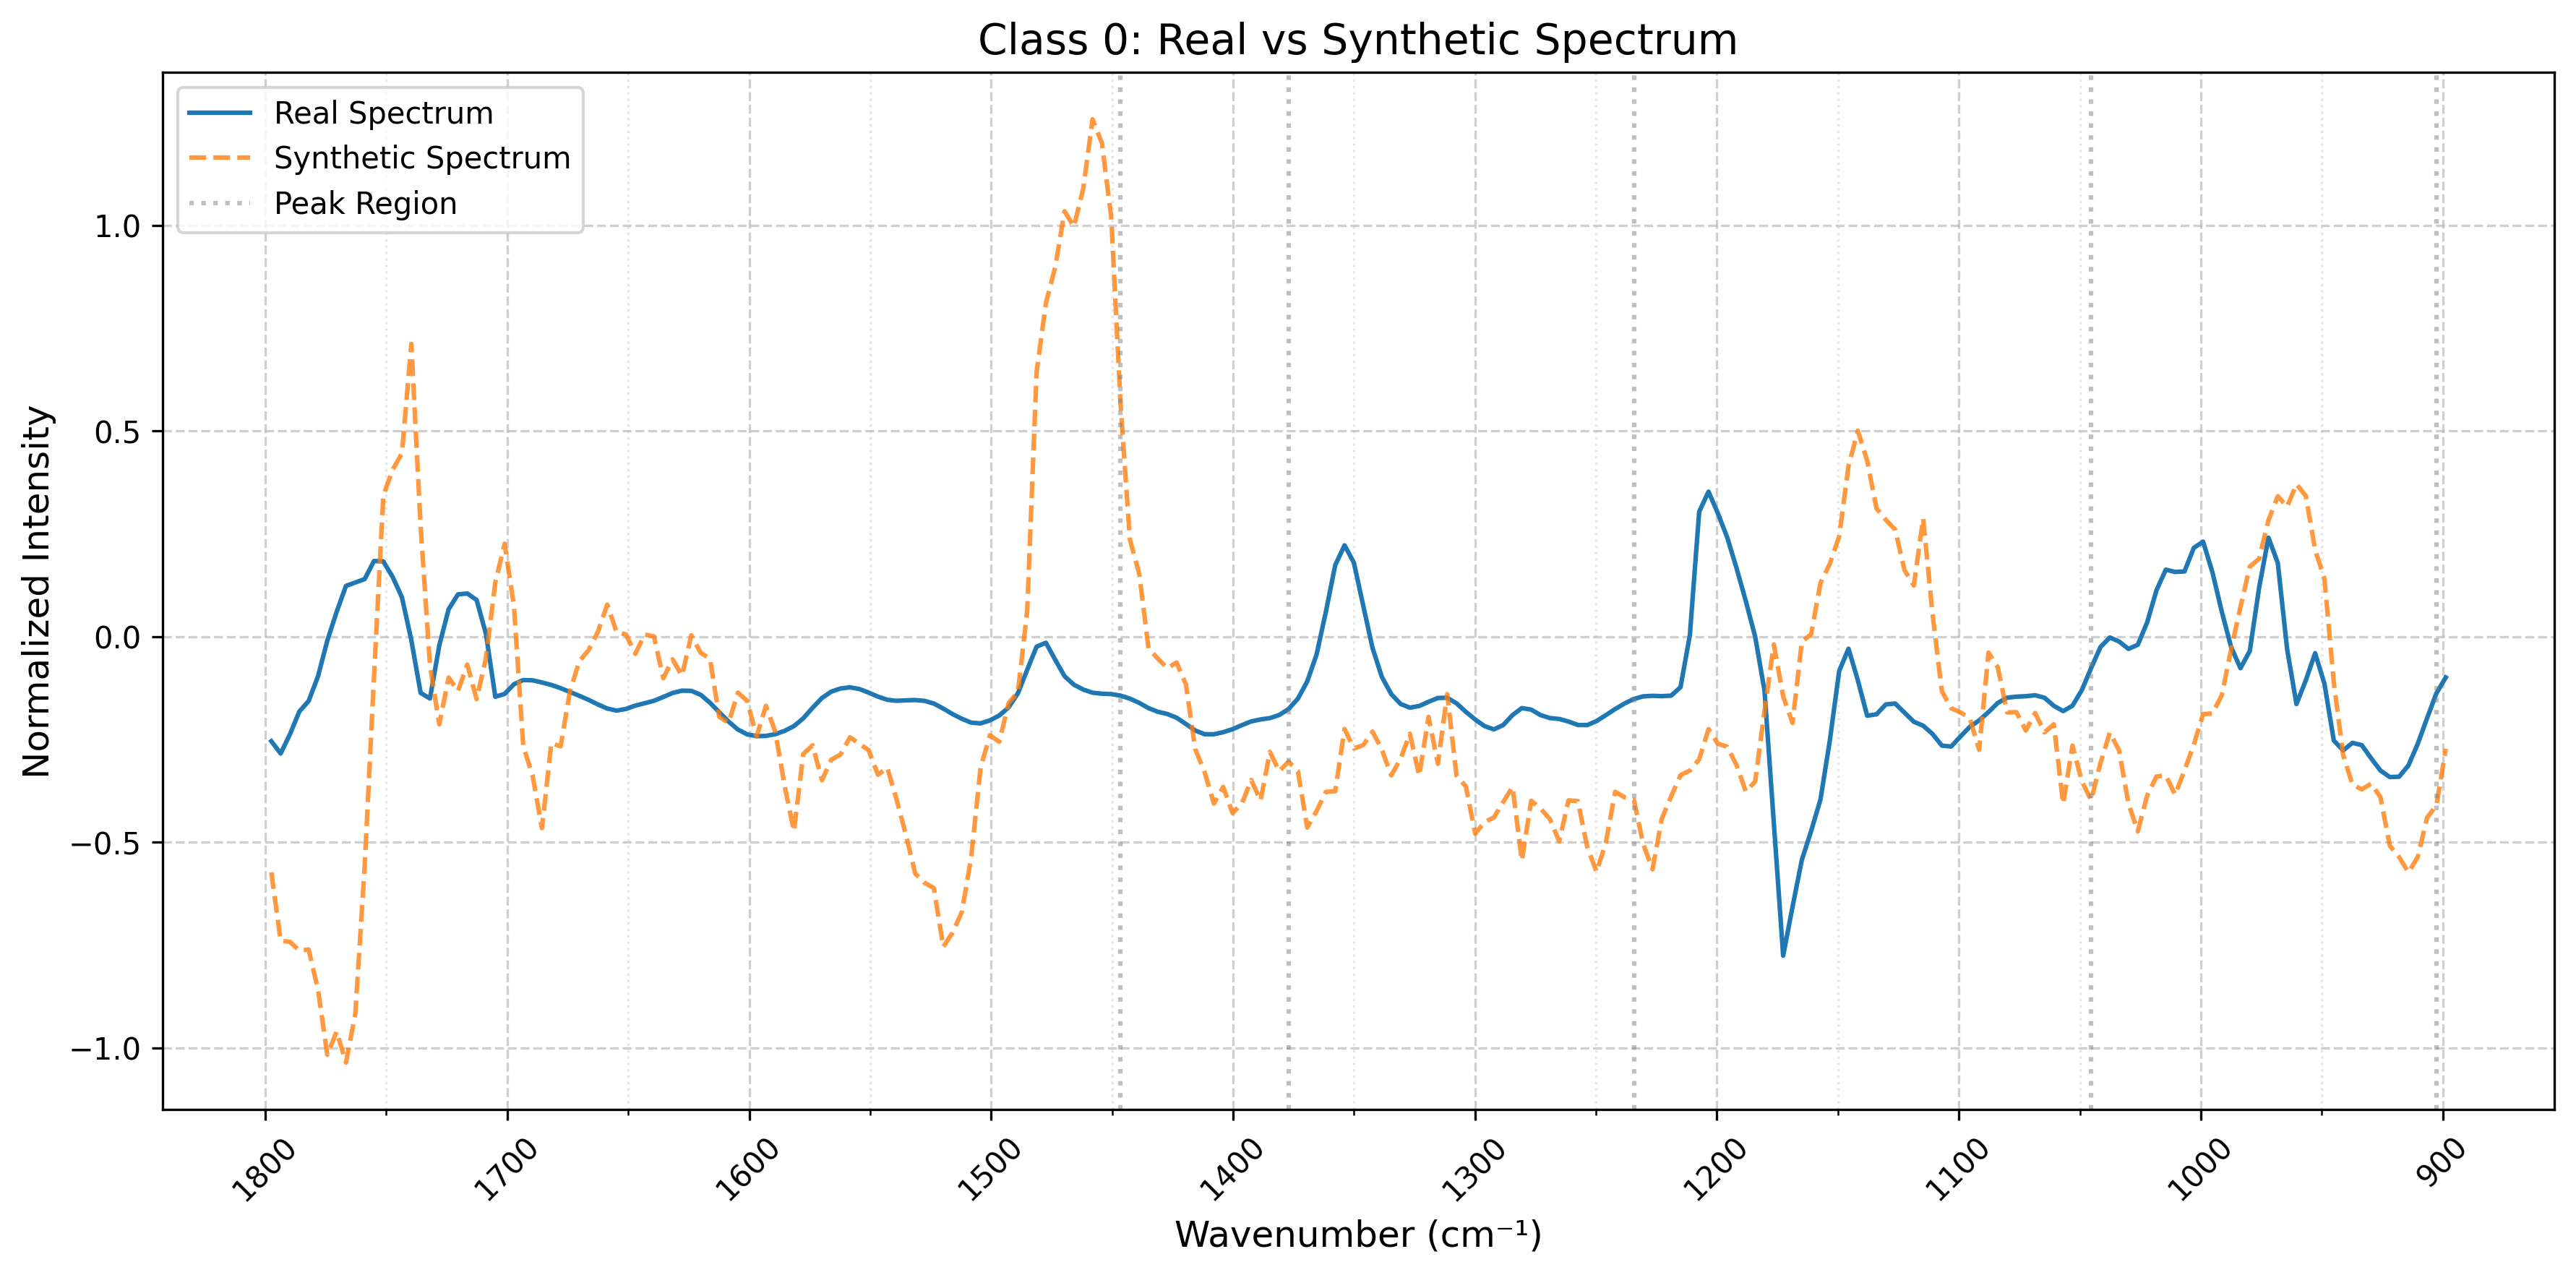 Class 0: Real vs Synthetic Spectrum
Real Spectrum
Synthetic Spectrum
Peak Region
Normalized Intensity
1.0
0.5
0.0
−0.5
−1.0
1800
1700
1600
1500
1400
1300
1200
1100
1000
900
Wavenumber (cm⁻¹)